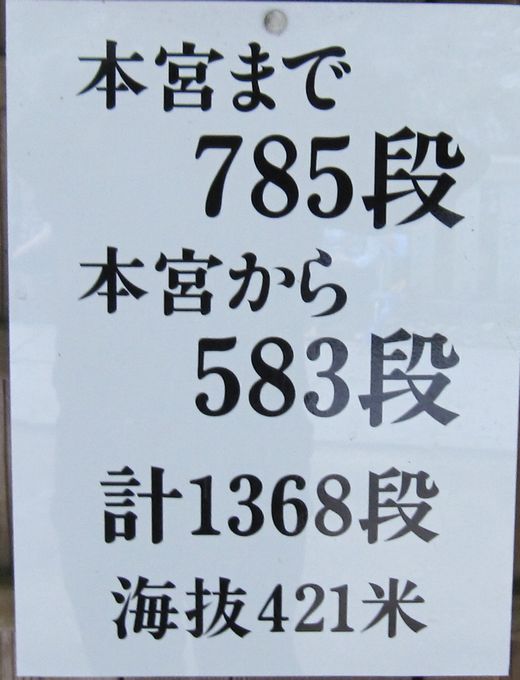 本宮まで
785段
本宮から
583段
計1368段
海抜421米